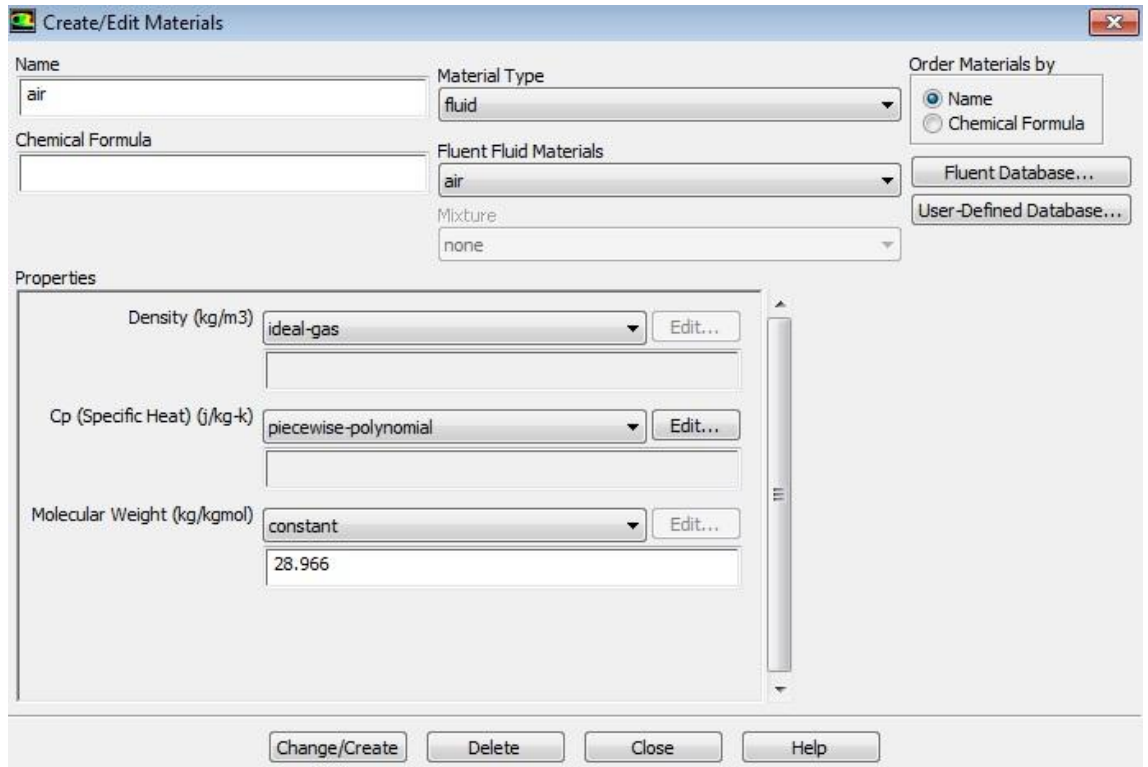 Create/Edit Materials
Name
air
Material Type
fluid
Order Materials by
Name
Chemical Formula
Chemical Formula
Fluent Fluid Materials
air
Fluent Database...
Mixture
none
User-Defined Database...
Properties
Density (kg/m3)
ideal-gas
Edit...
Cp (Specific Heat) (j/kg-k)
piecewise-polynomial
Edit...
Molecular Weight (kg/kgmol)
constant
Edit...
28.966
Change/Create
Delete
Close
Help